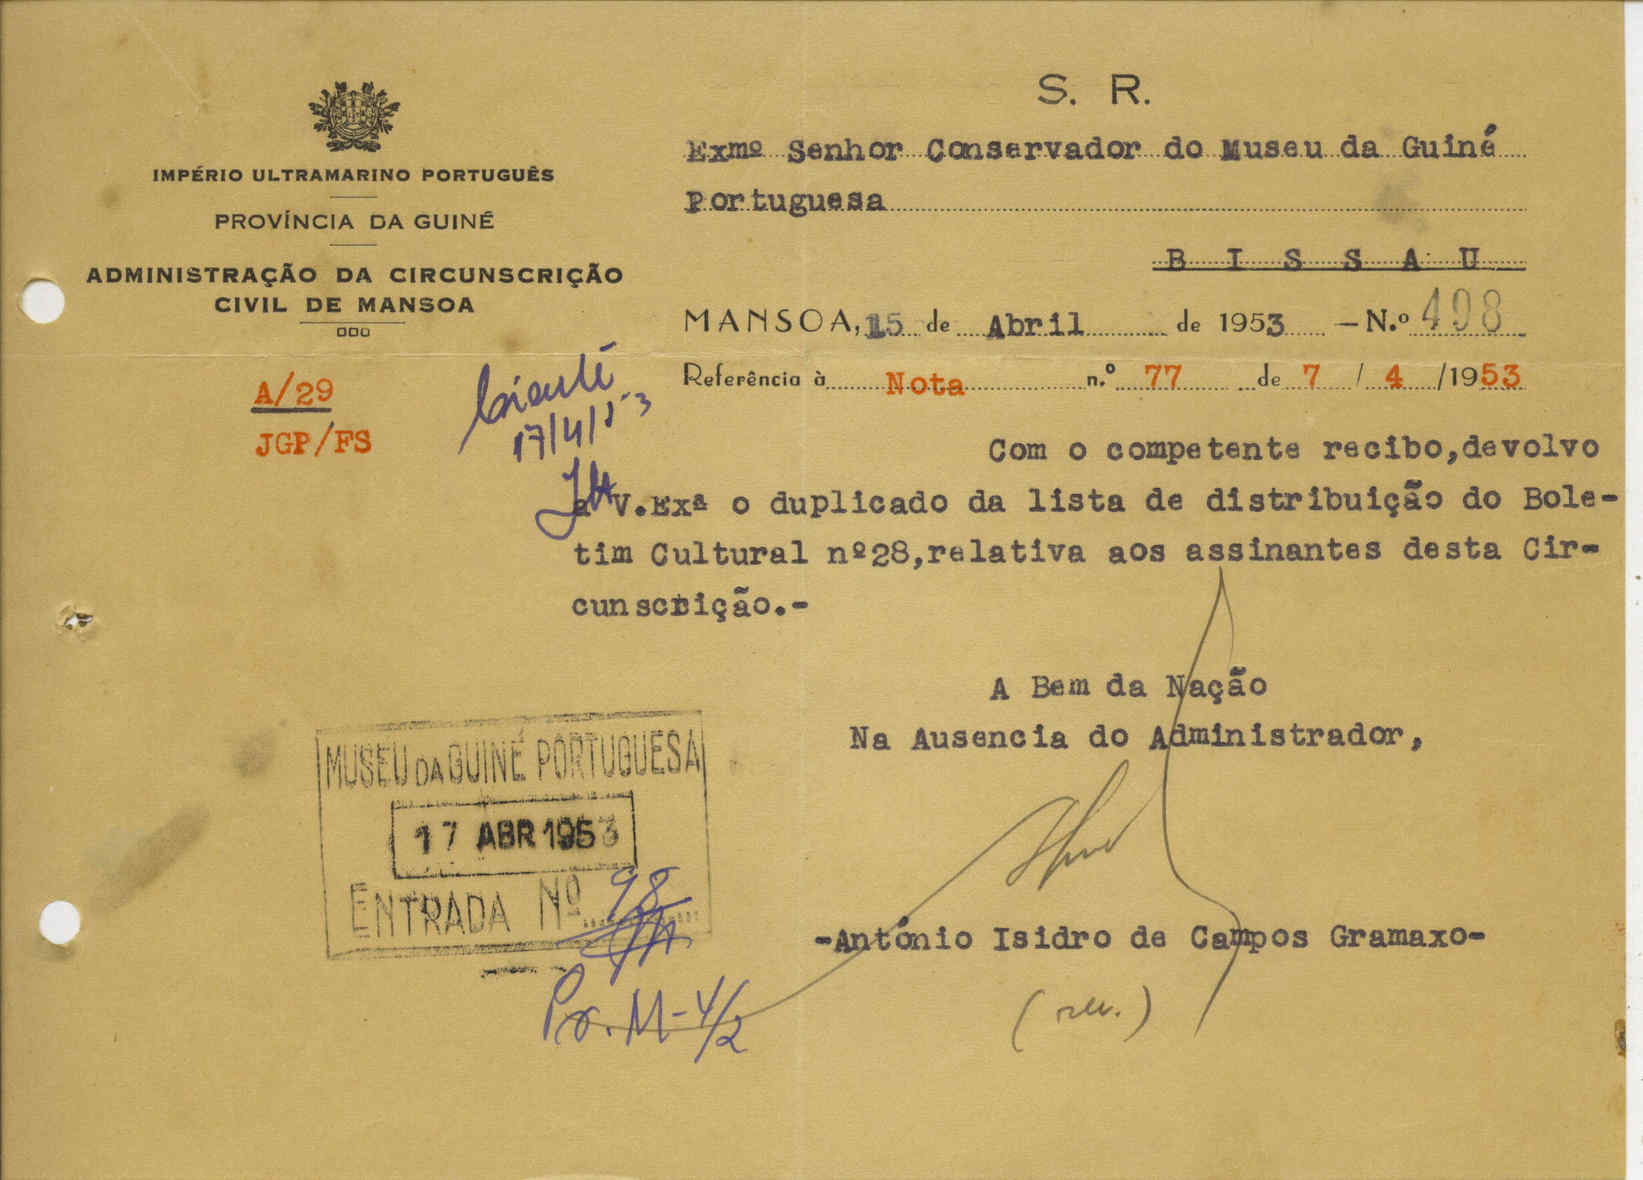 S. R.
IMPÉRIO ULTRAMARINO PORTUGUÊS
PROVÍNCIA DA GUINÉ
ADMINISTRAÇÃO DA CIRCUNSCRIÇÃO
CIVIL DE MANSOA
Exmº Senhor Conservador do Museu da Guiné
Portuguesa
B I S S A U
MANSOA, 15 de Abril de 1953 — N.º 498
Referência à Nota n.º 77 de 7 / 4 /1953
A/29
JGP/FS
17/4/53
Com o competente recibo,devolvo
a V.Exª o duplicado da lista de distribuição do Bole-
tim Cultural nº28,relativa aos assinantes desta Cir-
cunscrição.-
A Bem da Nação
Na Ausencia do Administrador,
-António Isidro de Campos Gramaxo-
MUSEU DA GUINÉ PORTUGUESA
17 ABR 1953
ENTRADA Nº 98
Pr. M-4/2